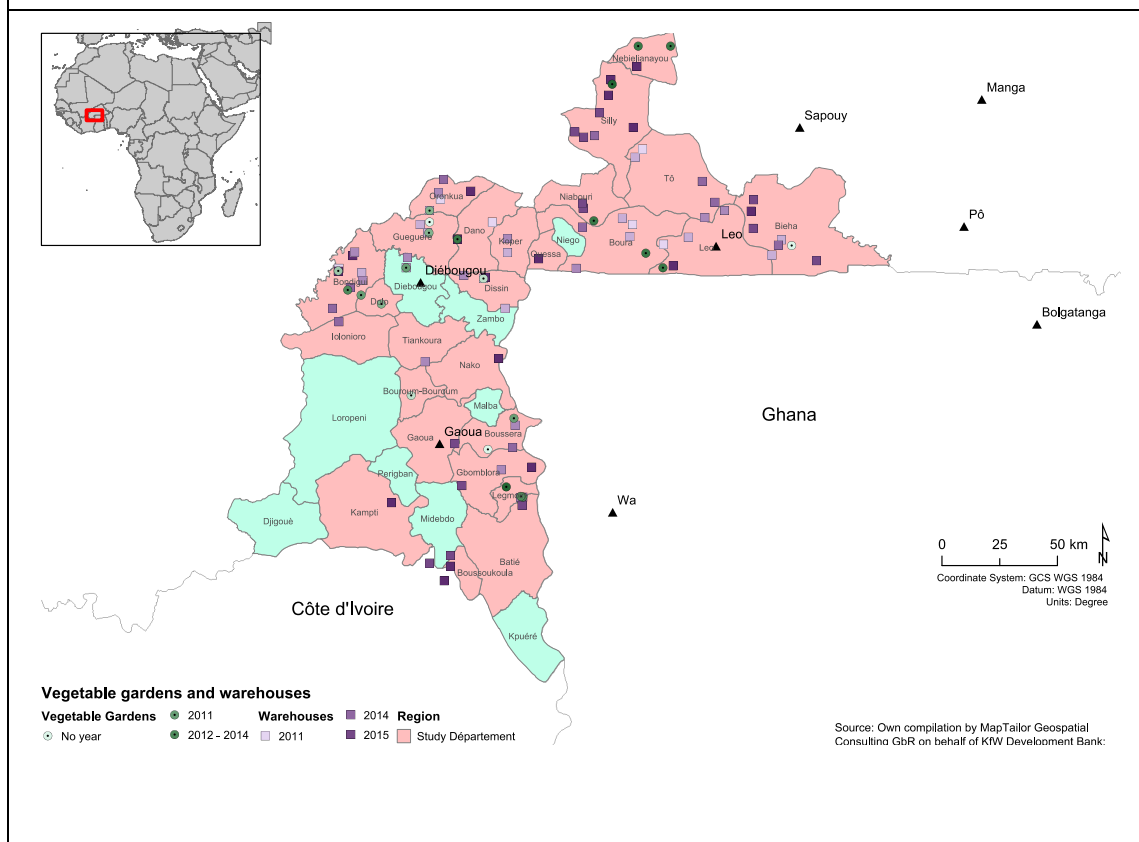 Nebielianayou
Manga
Sapouy
Silly
Tô
Oronkua
Niabouri
Bieha
Pô
Dano
Gueguere
Koper
Niego
Boura
Leo
Leo
Ouessa
Diébougou
Bondigui
Diebougou
Dissin
Dolo
Zambo
Bolgatanga
Iolonioro
Tiankoura
Nako
Bouroum-Bouroum
Malba
Loropeni
Ghana
Gaoua
Gaoua
Boussera
Perigban
Gbomblora
Legmoin
Kampti
Wa
Djigouè
Midebdo
Batié
0 25 50 km
Boussoukoula
Coordinate System: GCS WGS 1984
Datum: WGS 1984
Units: Degree
Côte d'Ivoire
Kpuéré
Vegetable gardens and warehouses
Vegetable Gardens
No year
2011
2012 - 2014
Warehouses
2011
2014
2015
Region
Study Département
Source: Own compilation by MapTailor Geospatial
Consulting GbR on behalf of KfW Development Bank;